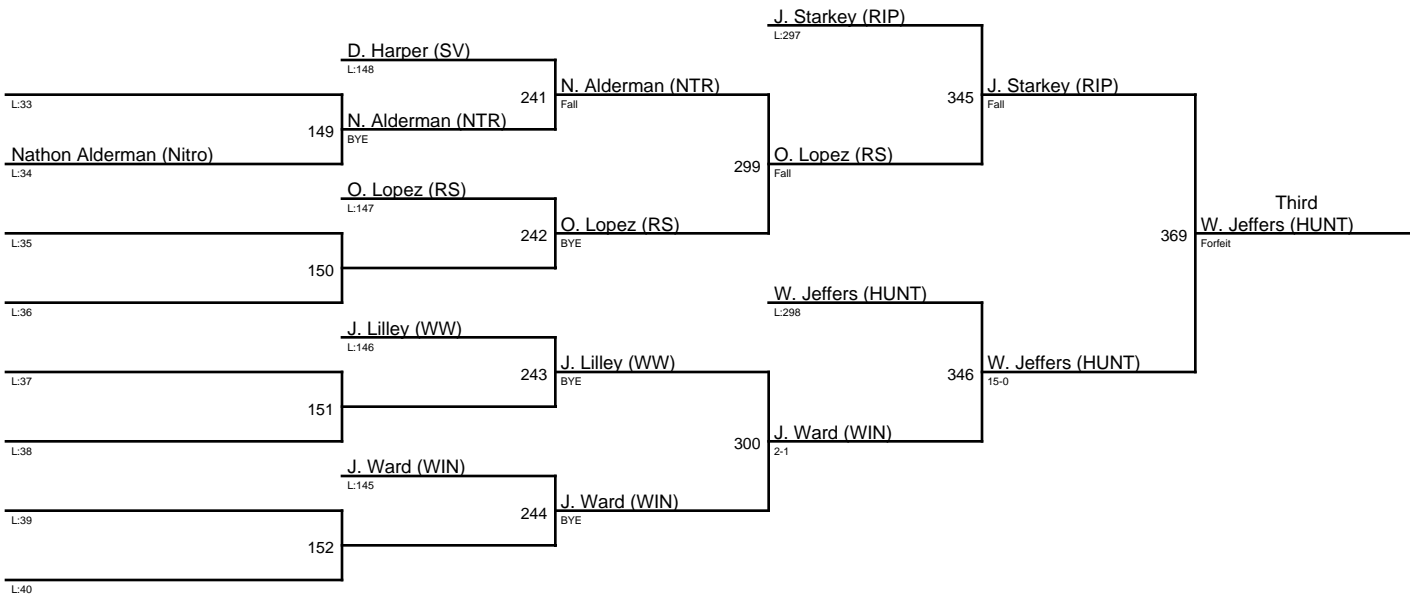 J. Starkey (RIP)
L:297
D. Harper (SV)
L:148
241
N. Alderman (NTR)
Fall
345
J. Starkey (RIP)
Fall
L:33
149
N. Alderman (NTR)
BYE
Nathon Alderman (Nitro)
L:34
299
O. Lopez (RS)
Fall
O. Lopez (RS)
L:147
Third
L:35
242
O. Lopez (RS)
BYE
369
W. Jeffers (HUNT)
Forfeit
150
L:36
W. Jeffers (HUNT)
L:298
J. Lilley (WW)
L:146
L:37
243
J. Lilley (WW)
BYE
346
W. Jeffers (HUNT)
15-0
151
L:38
300
J. Ward (WIN)
2-1
J. Ward (WIN)
L:145
L:39
244
J. Ward (WIN)
BYE
152
L:40